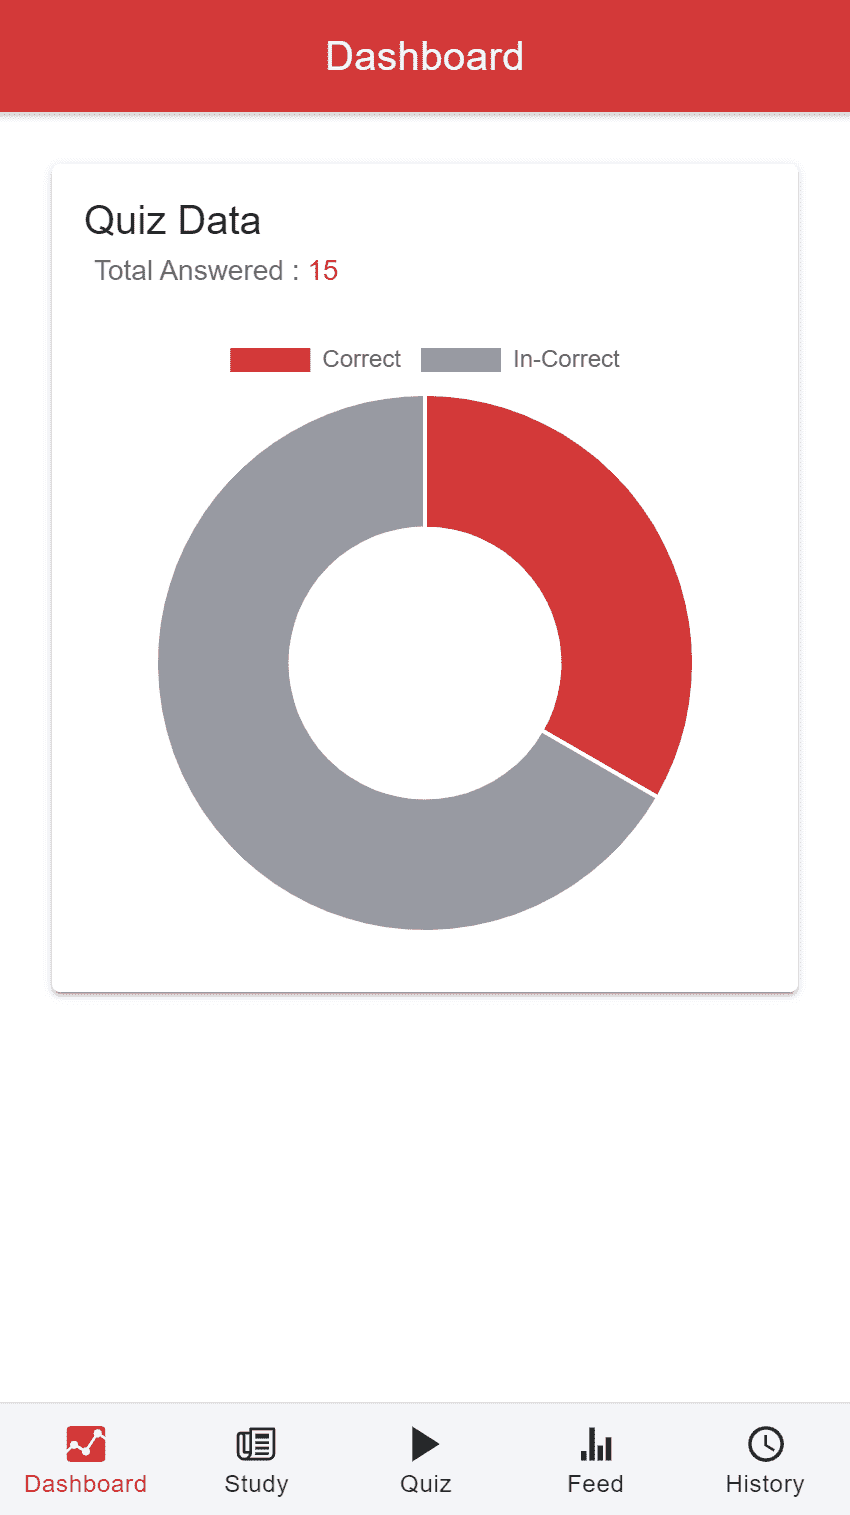 Dashboard
Quiz Data
Total Answered : 15
Correct In-Correct
Dashboard Study Quiz Feed History